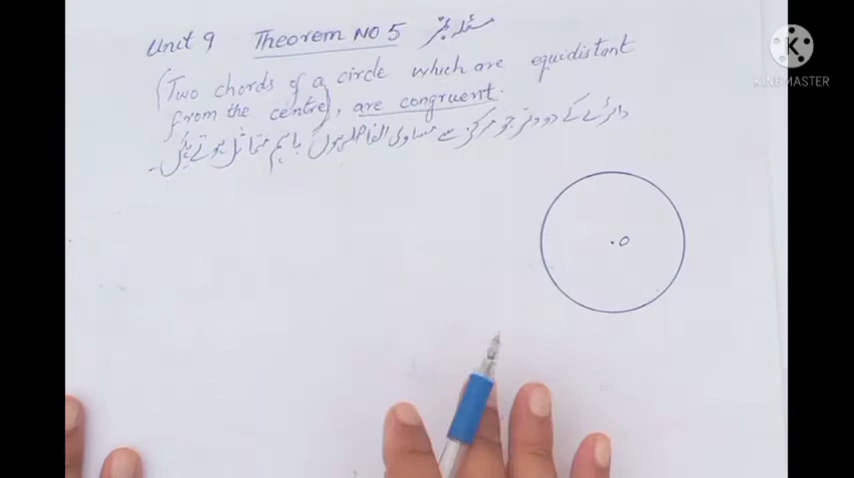 Unit 9 Theorem NO 5 مسئلہ نمبر
(Two chords of a circle which are equidistant
from the centre), are congruent.
دائرے کے دو وتر جو مرکز سے مساوی الفاصلہ ہوں باہم متماثل ہوتے ہیں۔
O
K
KINEMASTER